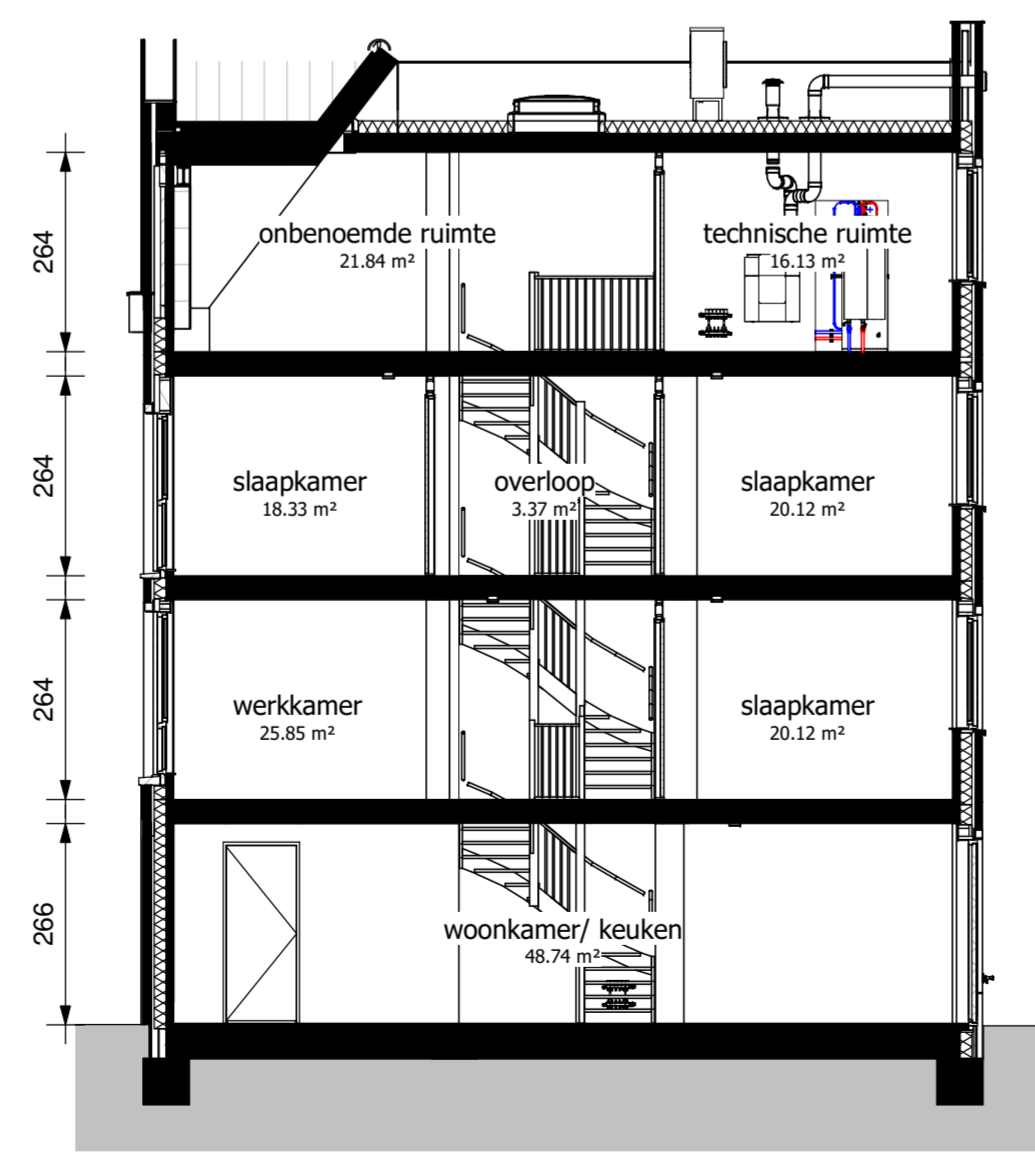 264
onbenoemde ruimte
21.84 m²
technische ruimte
16.13 m²
264
slaapkamer
18.33 m²
overloop
3.37 m²
slaapkamer
20.12 m²
264
werkkamer
25.85 m²
slaapkamer
20.12 m²
266
woonkamer/ keuken
48.74 m²